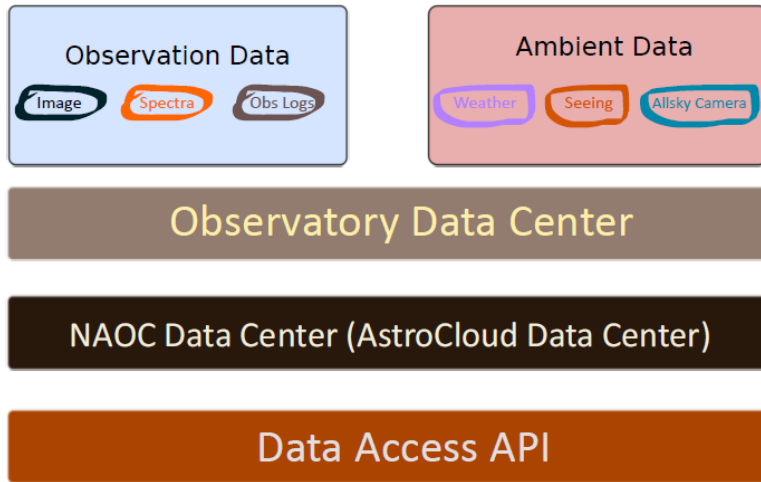 Observation Data
Image Spectra Obs Logs
Ambient Data
Weather Seeing Allsky Camera
Observatory Data Center
NAOC Data Center (AstroCloud Data Center)
Data Access API